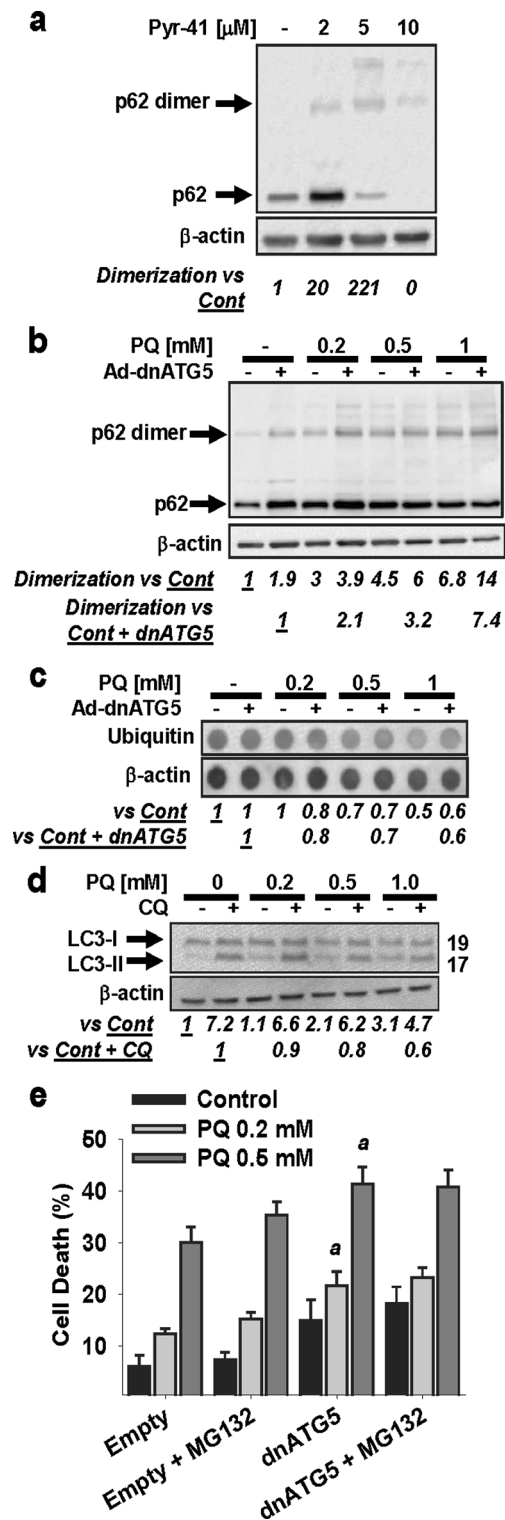 a
Pyr-41 [µM] - 2 5 10
p62 dimer
p62
β-actin
Dimerization vs Cont 1 20 221 0
b
PQ [mM] - 0.2 0.5 1
Ad-dnATG5 - + - + - + - +
p62 dimer
p62
β-actin
Dimerization vs Cont 1 1.9 3 3.9 4.5 6 6.8 14
Dimerization vs
Cont + dnATG5 1 2.1 3.2 7.4
c
PQ [mM] - 0.2 0.5 1
Ad-dnATG5 - + - + - + - +
Ubiquitin
β-actin
vs Cont 1 1 1 0.8 0.7 0.7 0.5 0.6
vs Cont + dnATG5 1 0.8 0.7 0.6
d
PQ [mM] 0 0.2 0.5 1.0
CQ - + - + - + - +
LC3-I 19
LC3-II 17
β-actin
vs Cont 1 7.2 1.1 6.6 2.1 6.2 3.1 4.7
vs Cont + CQ 1 0.9 0.8 0.6
e
Control
PQ 0.2 mM
PQ 0.5 mM
Cell Death (%)
50
40
30
20
10
a
a
Empty
Empty + MG132
dnATG5
dnATG5 + MG132